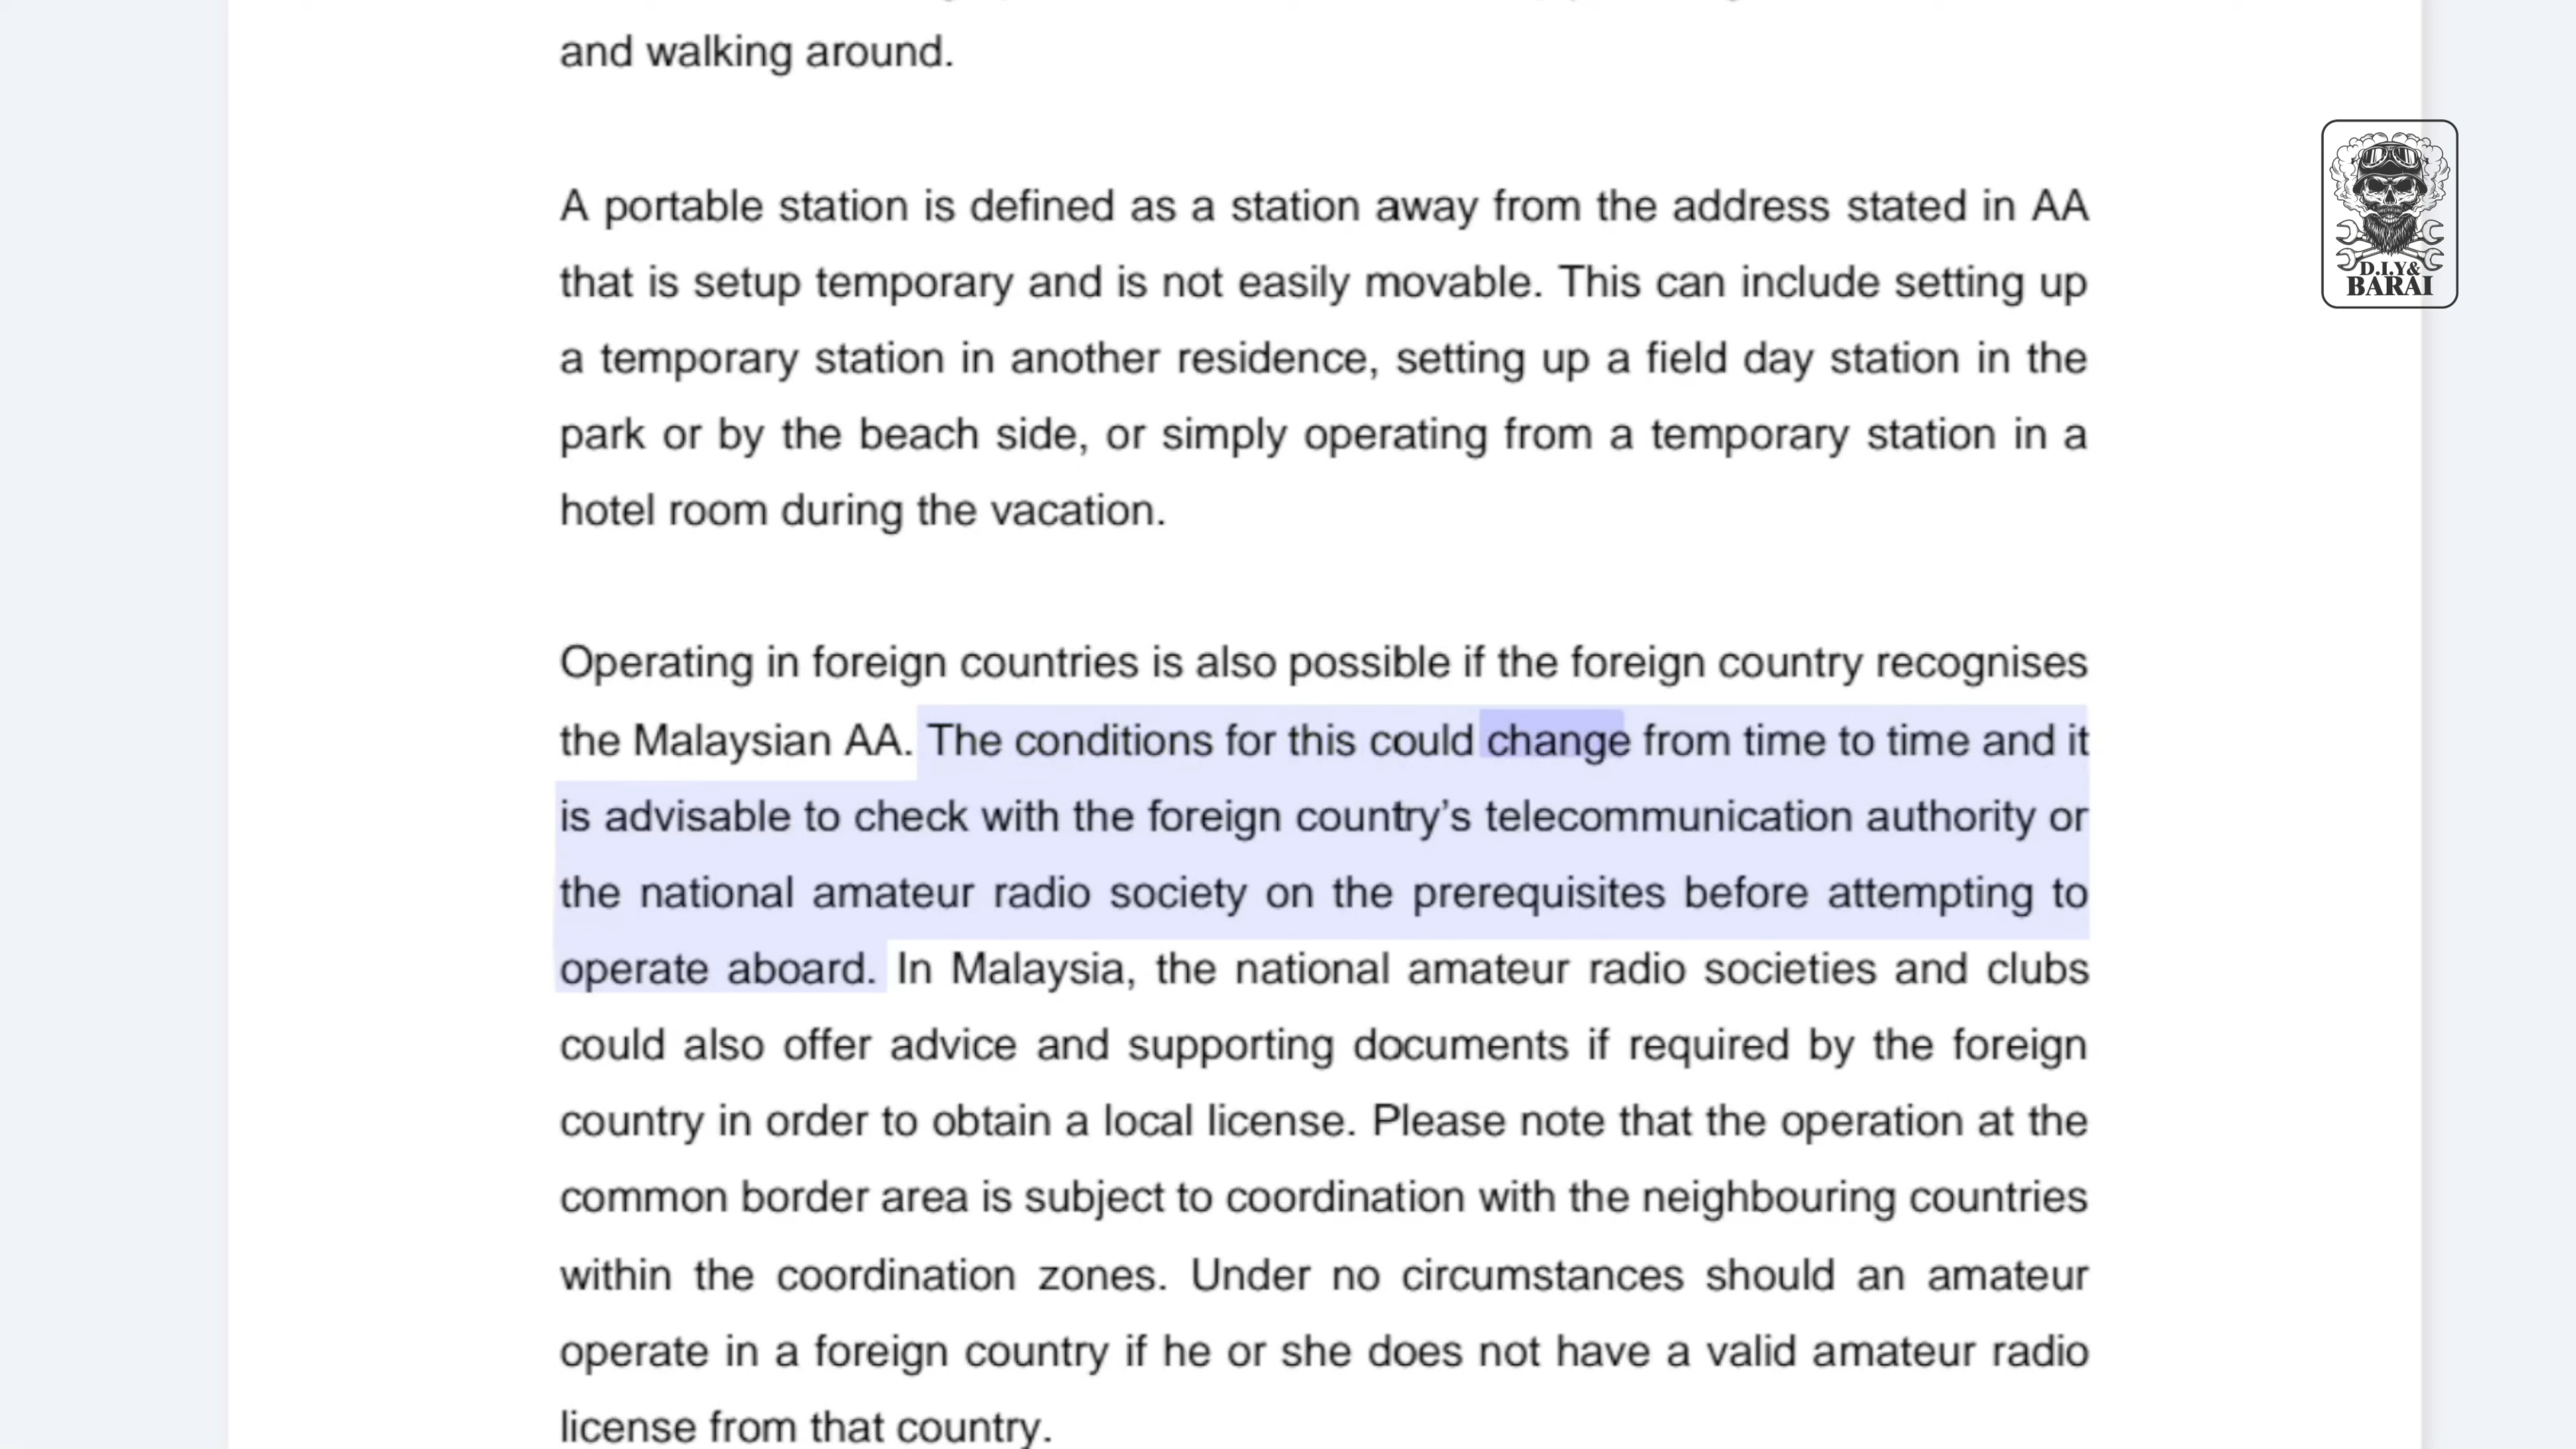 and walking around.
A portable station is defined as a station away from the address stated in AA
that is setup temporary and is not easily movable. This can include setting up
a temporary station in another residence, setting up a field day station in the
park or by the beach side, or simply operating from a temporary station in a
hotel room during the vacation.
Operating in foreign countries is also possible if the foreign country recognises
the Malaysian AA. The conditions for this could change from time to time and it
is advisable to check with the foreign country’s telecommunication authority or
the national amateur radio society on the prerequisites before attempting to
operate aboard. In Malaysia, the national amateur radio societies and clubs
could also offer advice and supporting documents if required by the foreign
country in order to obtain a local license. Please note that the operation at the
common border area is subject to coordination with the neighbouring countries
within the coordination zones. Under no circumstances should an amateur
operate in a foreign country if he or she does not have a valid amateur radio
license from that country.
D.I.Y&
BARAI